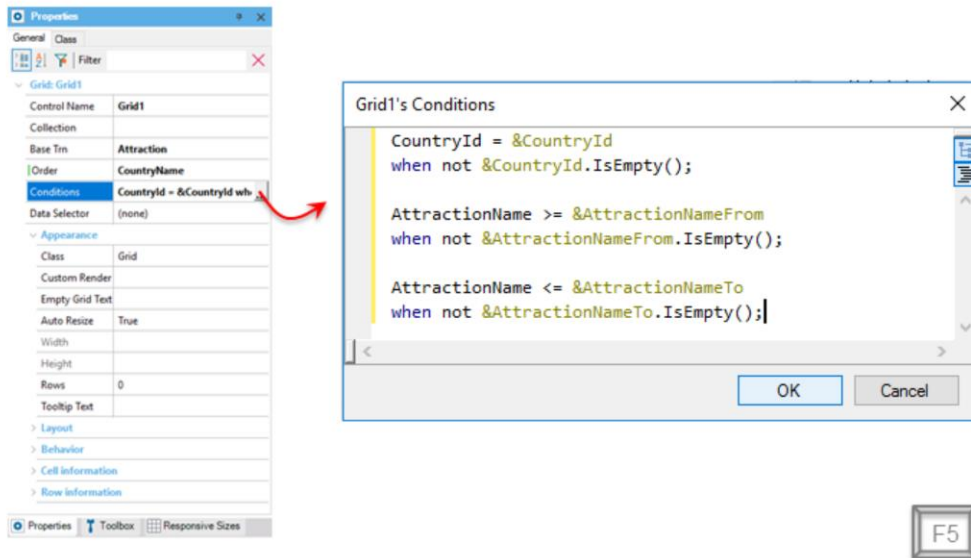 Properties
General Class
Filter
Grid: Grid1
Control Name Grid1
Collection
Base Trn Attraction
Order CountryName
Conditions CountryId = &CountryId whe
Data Selector (none)
Appearance
Class Grid
Custom Render
Empty Grid Text
Auto Resize True
Width
Height
Rows 0
Tooltip Text
Layout
Behavior
Cell information
Row information
Properties Toolbox Responsive Sizes
Grid1's Conditions
CountryId = &CountryId
when not &CountryId.IsEmpty();
AttractionName >= &AttractionNameFrom
when not &AttractionNameFrom.IsEmpty();
AttractionName <= &AttractionNameTo
when not &AttractionNameTo.IsEmpty();
OK Cancel
F5